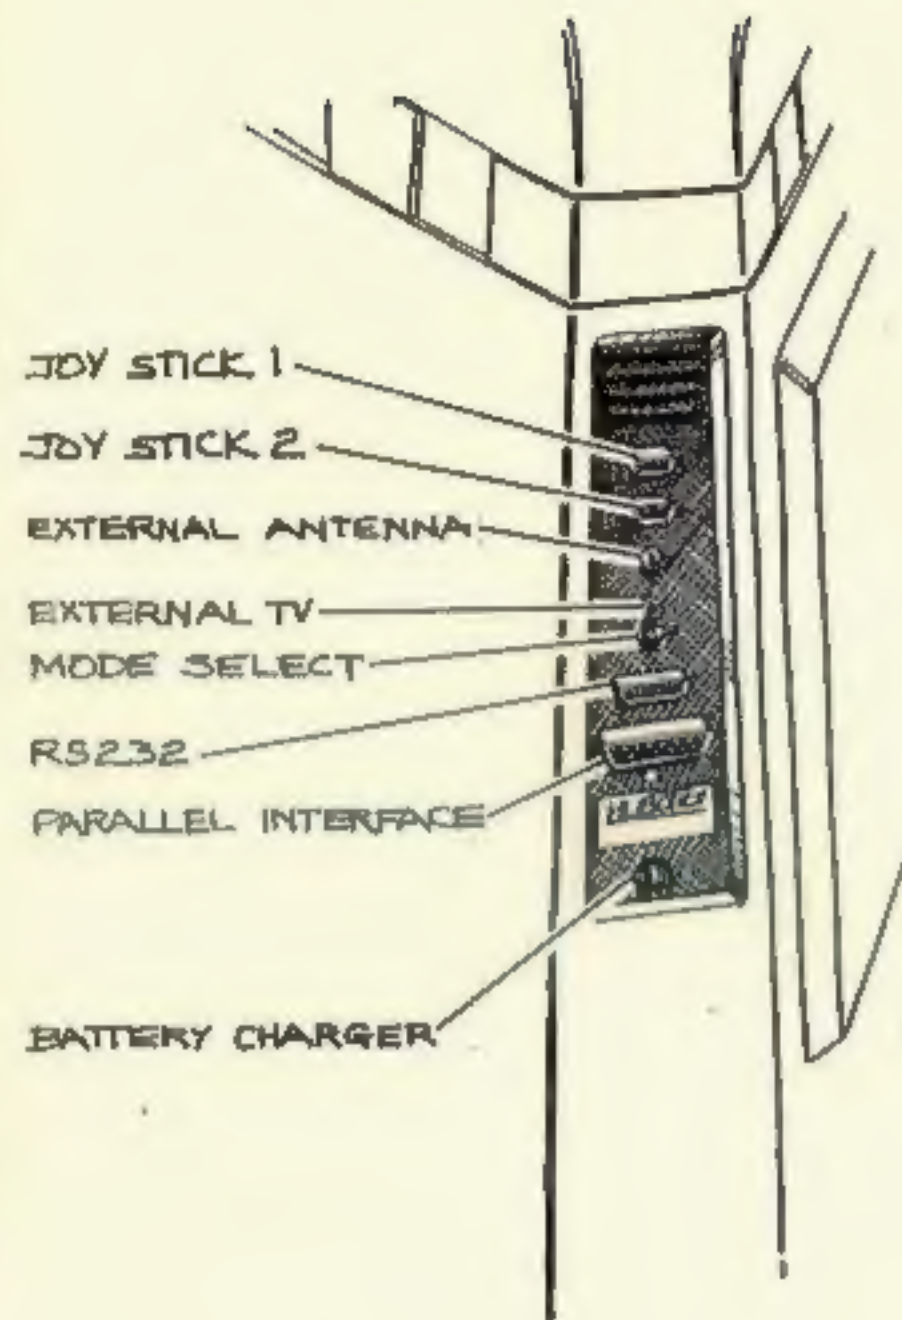 JOY STICK 1
JOY STICK 2
EXTERNAL ANTENNA
EXTERNAL TV
MODE SELECT
RS232
PARALLEL INTERFACE
BATTERY CHARGER